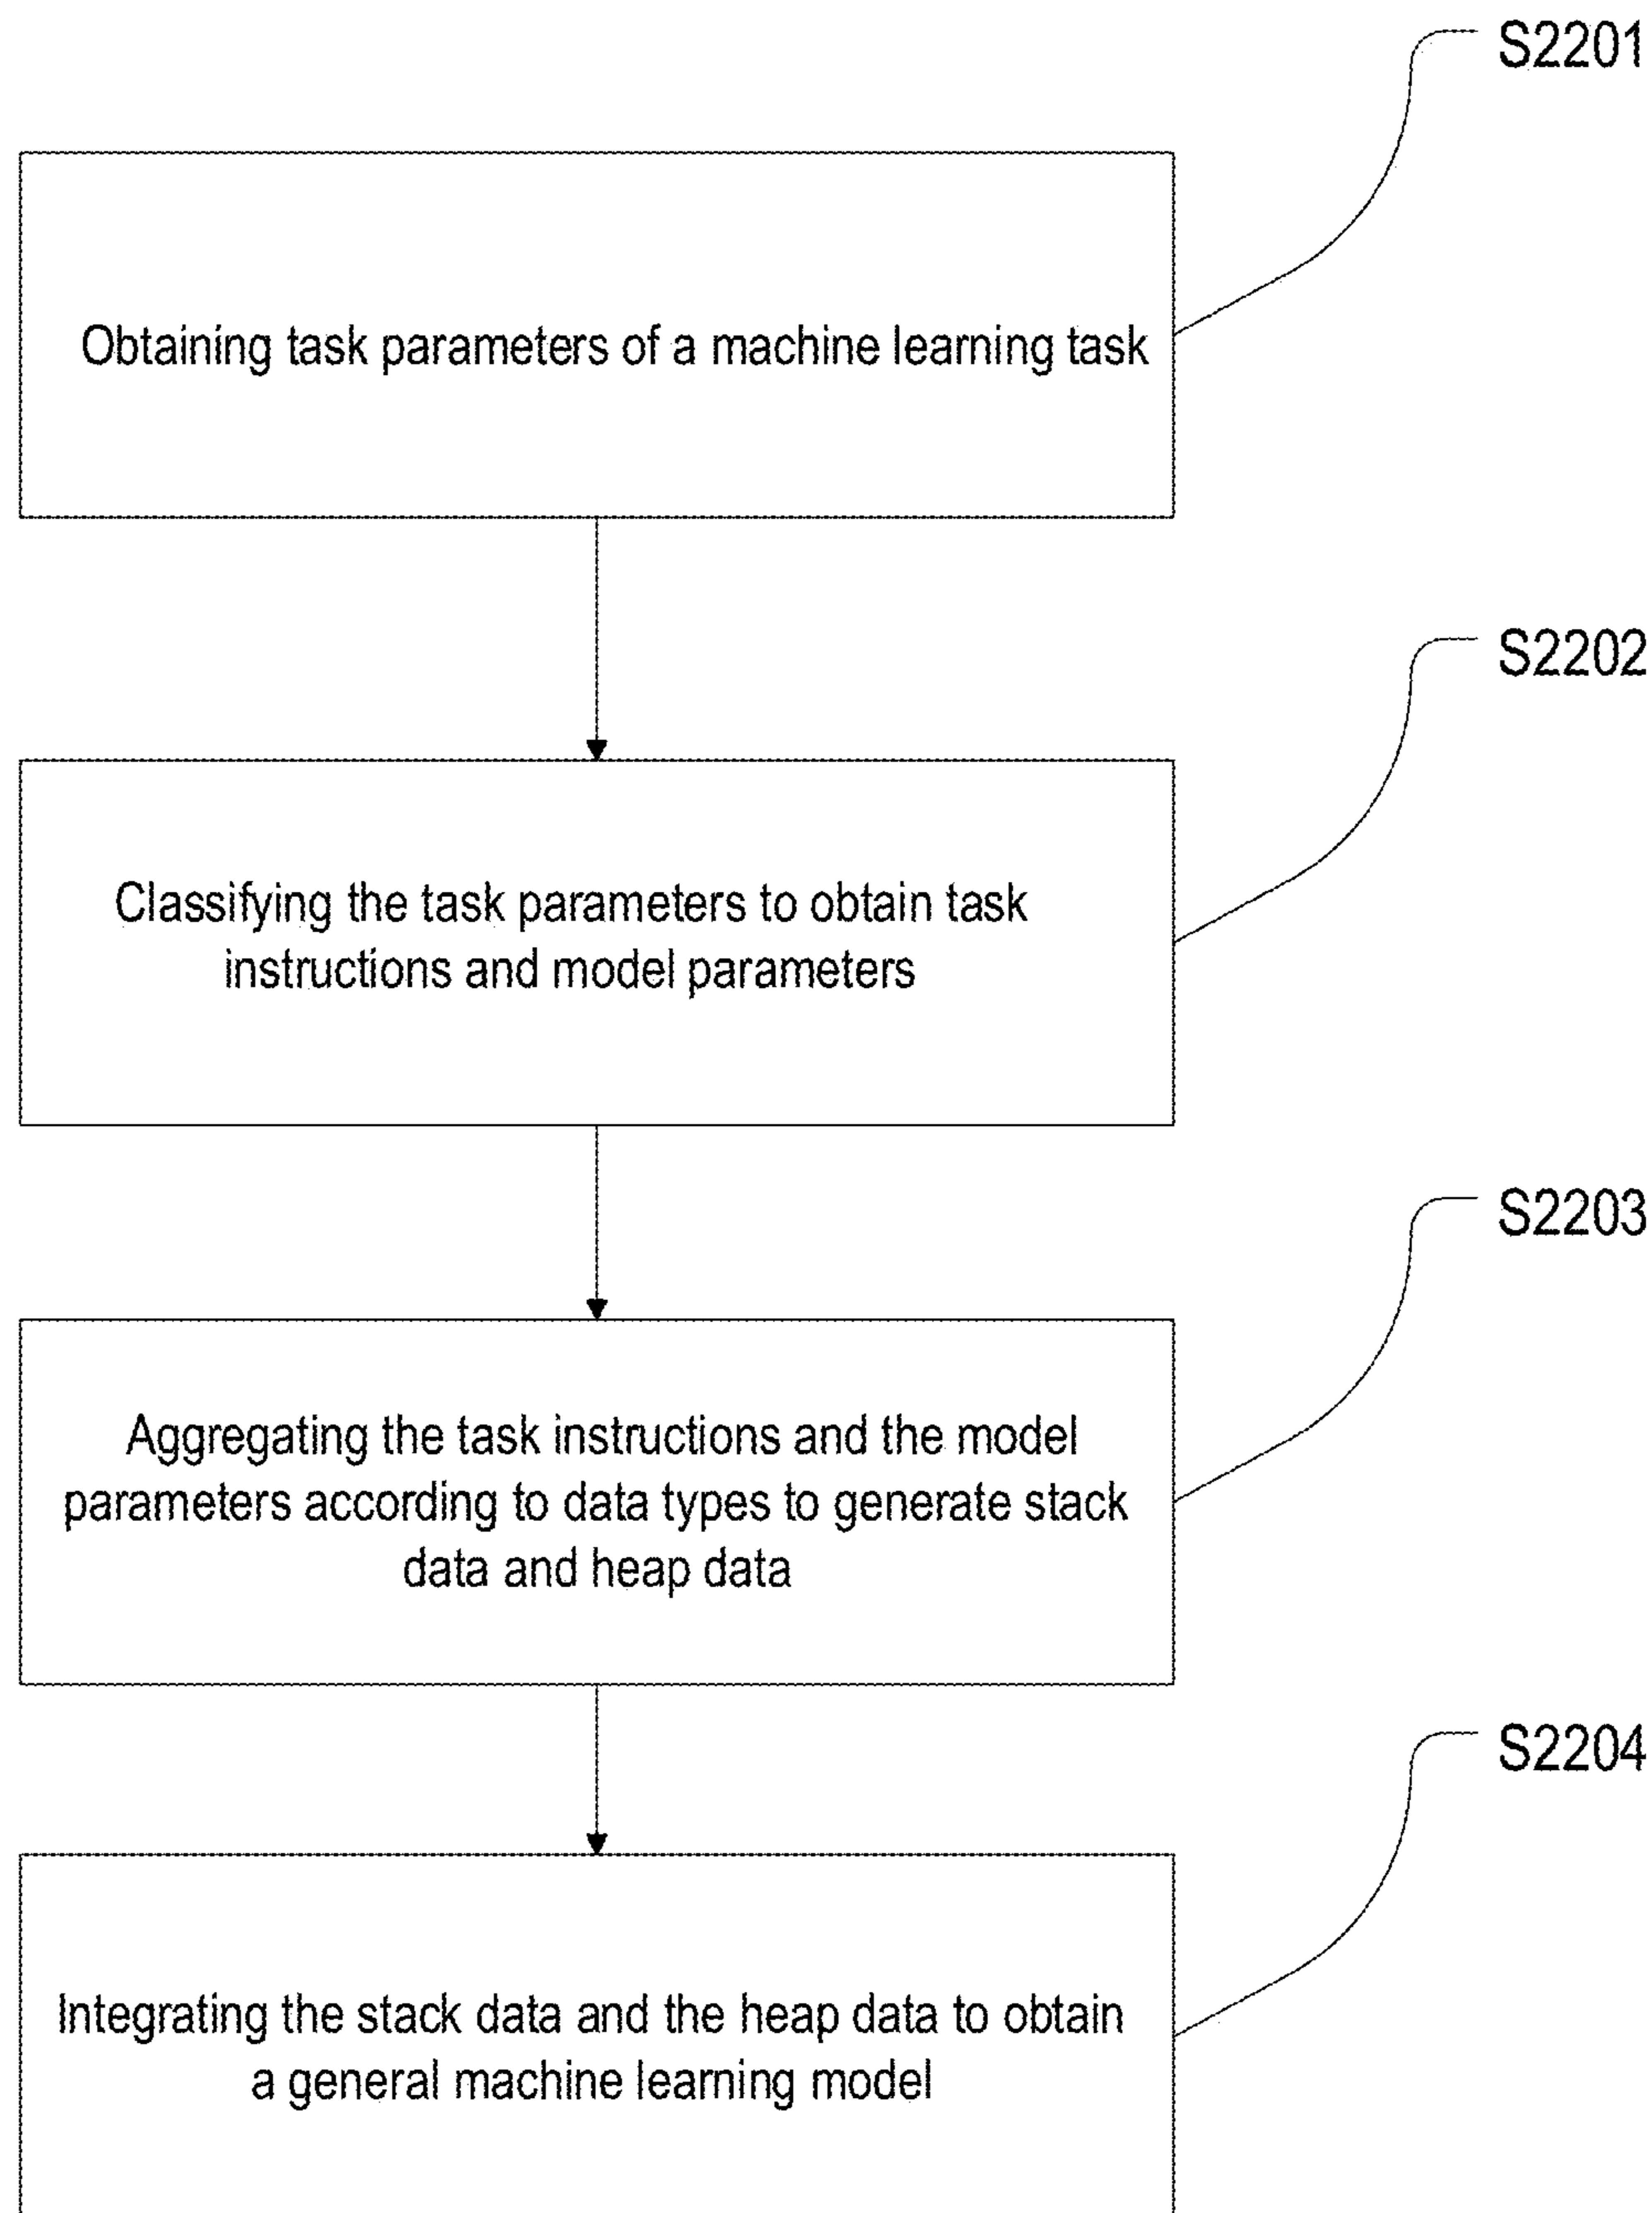 S2201
Obtaining task parameters of a machine learning task
S2202
Classifying the task parameters to obtain task
instructions and model parameters
S2203
Aggregating the task instructions and the model
parameters according to data types to generate stack
data and heap data
S2204
Integrating the stack data and the heap data to obtain
a general machine learning model